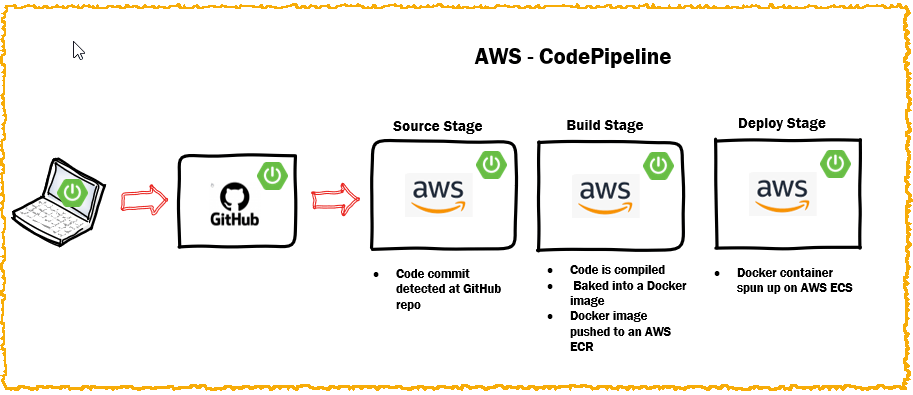 AWS - CodePipeline
Source Stage
Build Stage
Deploy Stage
GitHub
aws
aws
aws
• Code commit
detected at GitHub
repo
• Code is compiled
• Baked into a Docker
image
• Docker image
pushed to an AWS
ECR
• Docker container
spun up on AWS ECS